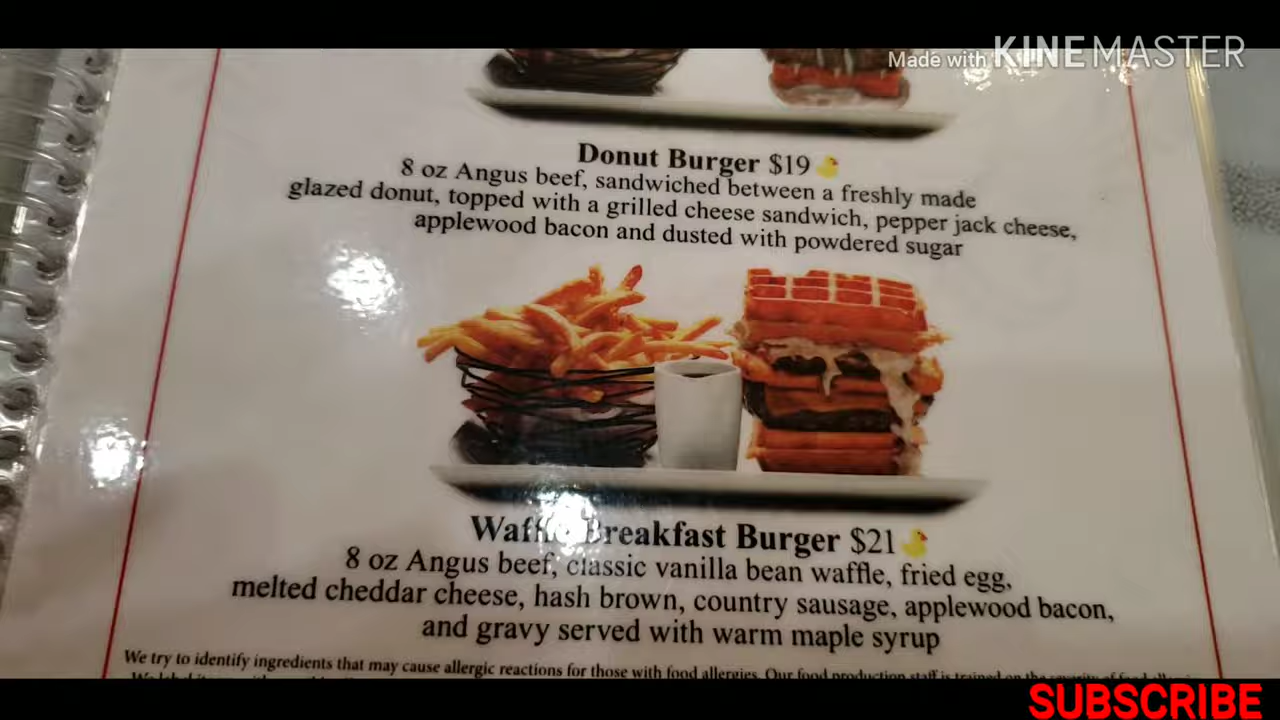 Made with KINEMASTER
Donut Burger $19
8 oz Angus beef, sandwiched between a freshly made
glazed donut, topped with a grilled cheese sandwich, pepper jack cheese,
applewood bacon and dusted with powdered sugar
Waffle Breakfast Burger $21
8 oz Angus beef, classic vanilla bean waffle, fried egg,
melted cheddar cheese, hash brown, country sausage, applewood bacon,
and gravy served with warm maple syrup
We try to identify ingredients that may cause allergic reactions for those with food allergies. Our food production staff is trained on the severity of food
SUBSCRIBE